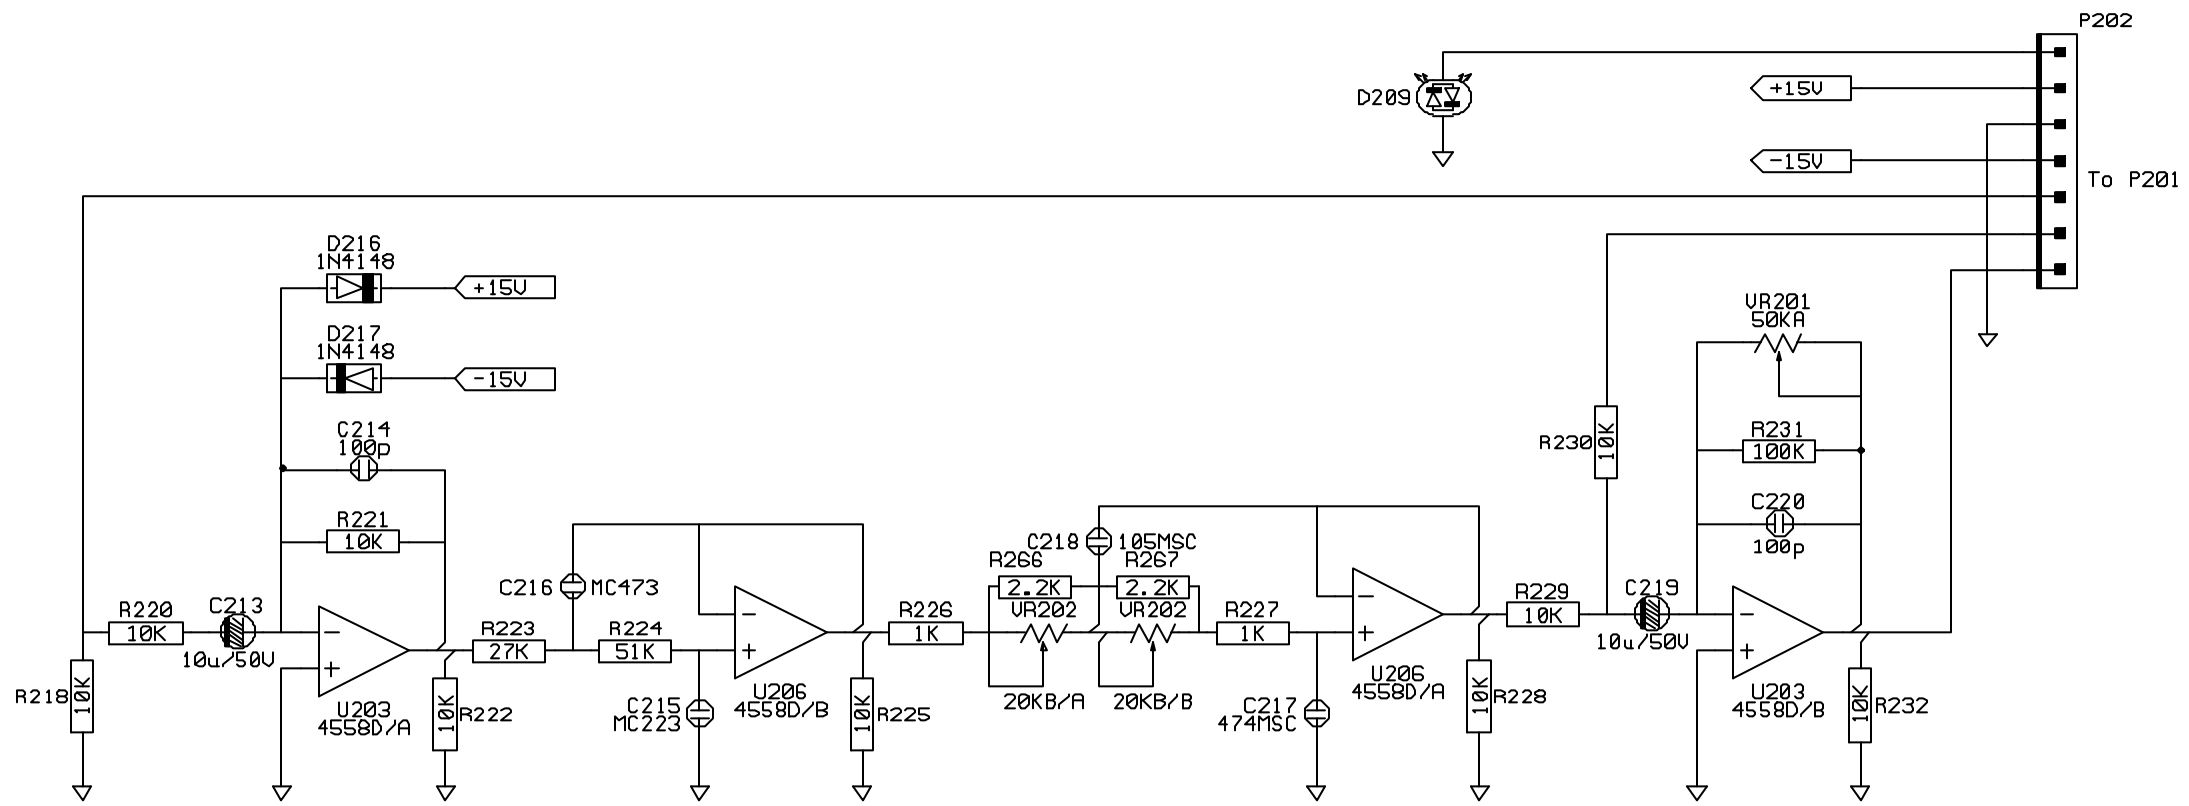 P202
D209
+15V
-15V
To P201
D216
1N4148
+15V
D217
1N4148
-15V
VR201
50KA
C214
100p
R230
10K
R231
100K
R221
10K
C220
100p
C218
105MSC
R266
2.2K
R267
2.2K
C216
MC473
R220
10K
C213
10u/50V
R223
27K
R224
51K
R226
1K
VR202
20KB/A
VR202
20KB/B
R227
1K
R229
10K
C219
10u/50V
-
+
-
+
-
+
-
+
R218
10K
U203
4558D/A
R222
10K
C215
MC223
U206
4558D/B
R225
10K
C217
474MSC
U206
4558D/A
R228
10K
U203
4558D/B
R232
10K